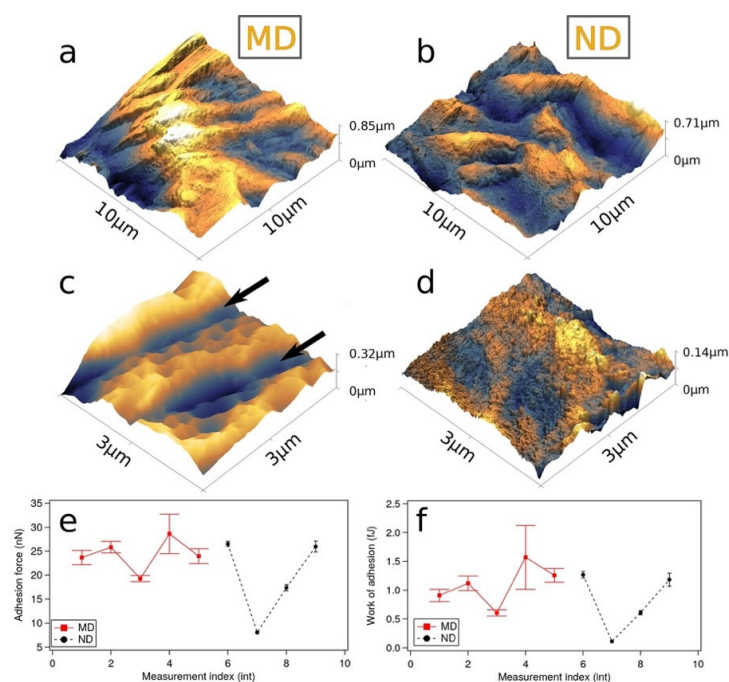 MD
ND
a
b
0.85µm
0µm
10µm
10µm
0.71µm
0µm
10µm
10µm
c
d
0.32µm
0µm
3µm
3µm
0.14µm
0µm
3µm
3µm
e
35
30
25
20
15
10
5
Adhesion force (nN)
MD
ND
0 2 4 6 8 10
Measurement index (int)
f
2.5
2.0
1.5
1.0
0.5
0.0
Work of adhesion (fJ)
MD
ND
0 2 4 6 8 10
Measurement index (int)